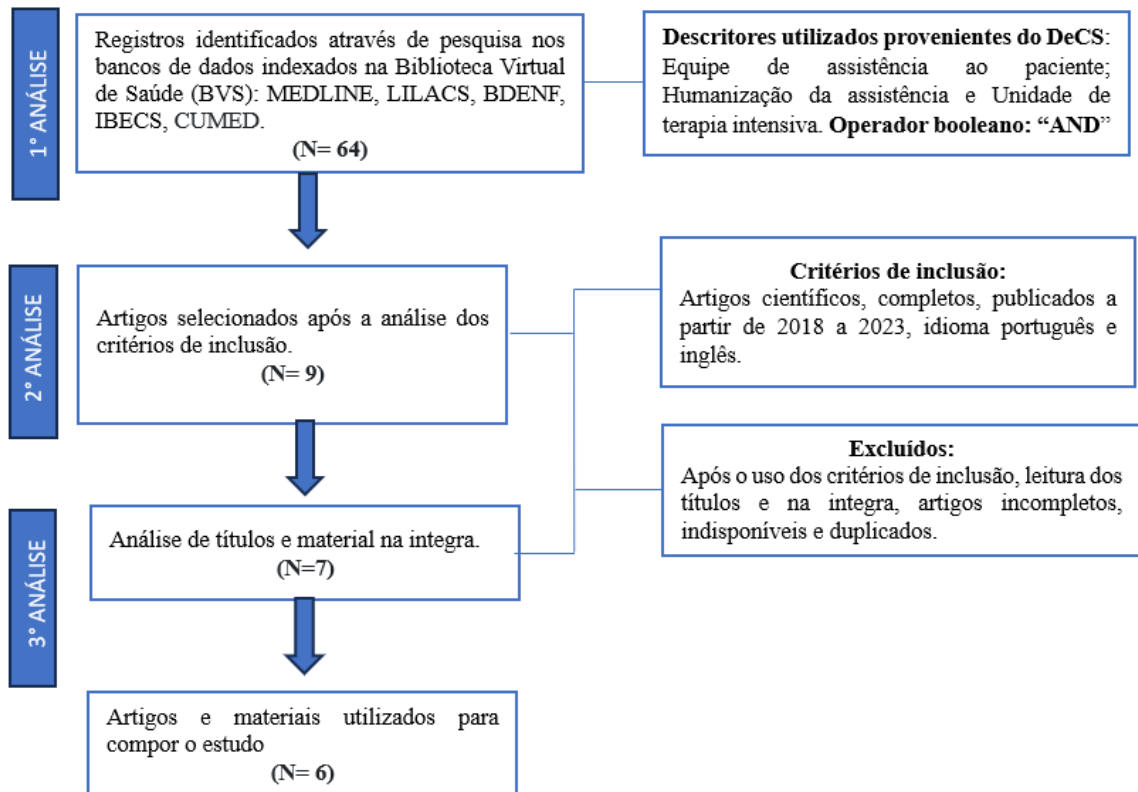 1° ANÁLISE
Registros identificados através de pesquisa nos
bancos de dados indexados na Biblioteca Virtual
de Saúde (BVS): MEDLINE, LILACS, BDENF,
IBECS, CUMED.
(N= 64)
Descritores utilizados provenientes do DeCS:
Equipe de assistência ao paciente;
Humanização da assistência e Unidade de
terapia intensiva. Operador booleano: “AND”
2° ANÁLISE
Artigos selecionados após a análise dos
critérios de inclusão.
(N= 9)
Critérios de inclusão:
Artigos científicos, completos, publicados a
partir de 2018 a 2023, idioma português e
inglês.
Excluídos:
Após o uso dos critérios de inclusão, leitura dos
títulos e na integra, artigos incompletos,
indisponíveis e duplicados.
3° ANÁLISE
Análise de títulos e material na integra.
(N=7)
Artigos e materiais utilizados para
compor o estudo
(N= 6)